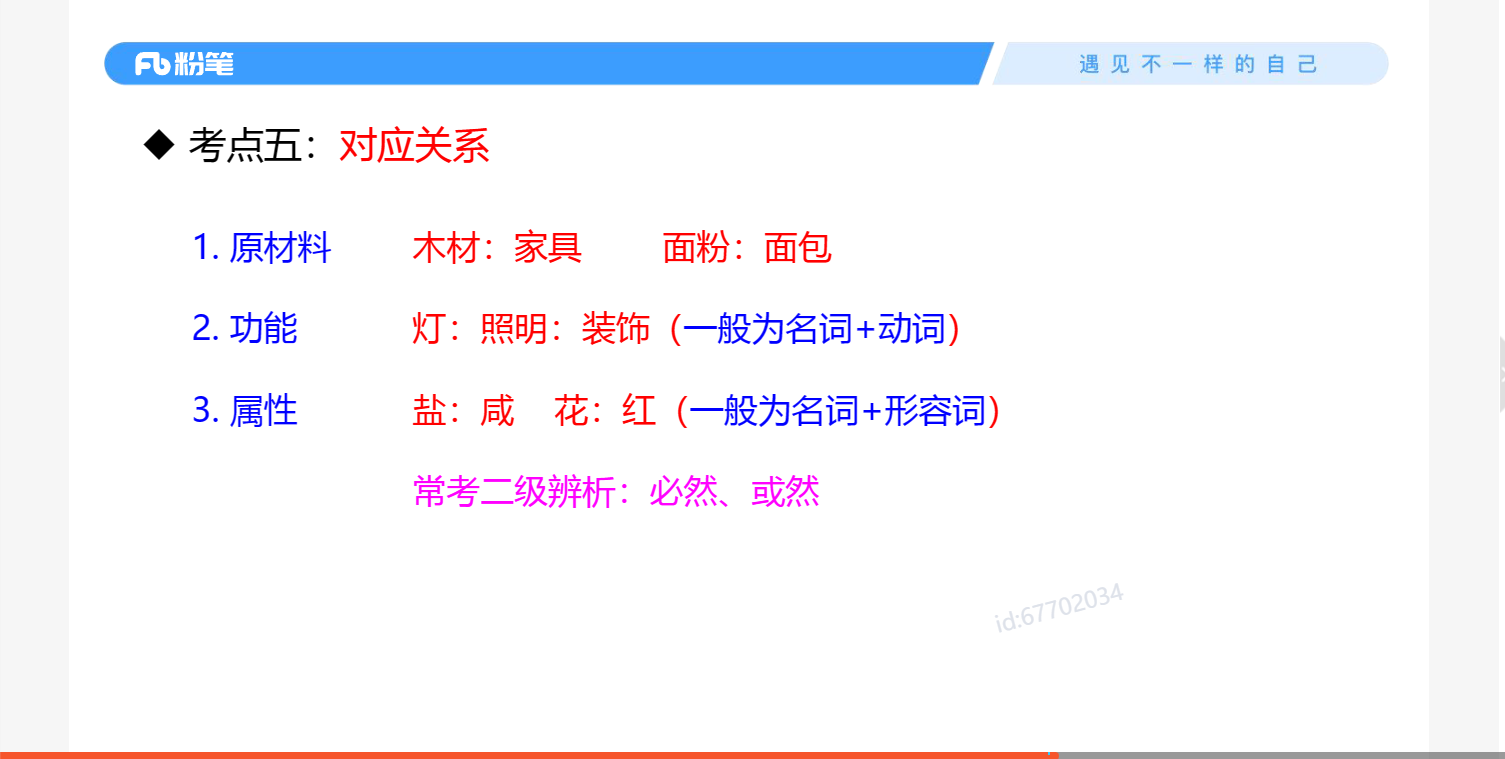 粉笔
遇见不一样的自己
◆ 考点五：对应关系
1. 原材料 木材：家具 面粉：面包
2. 功能 灯：照明：装饰（一般为名词+动词）
3. 属性 盐：咸 花：红（一般为名词+形容词）
常考二级辨析：必然、或然
id:67702034